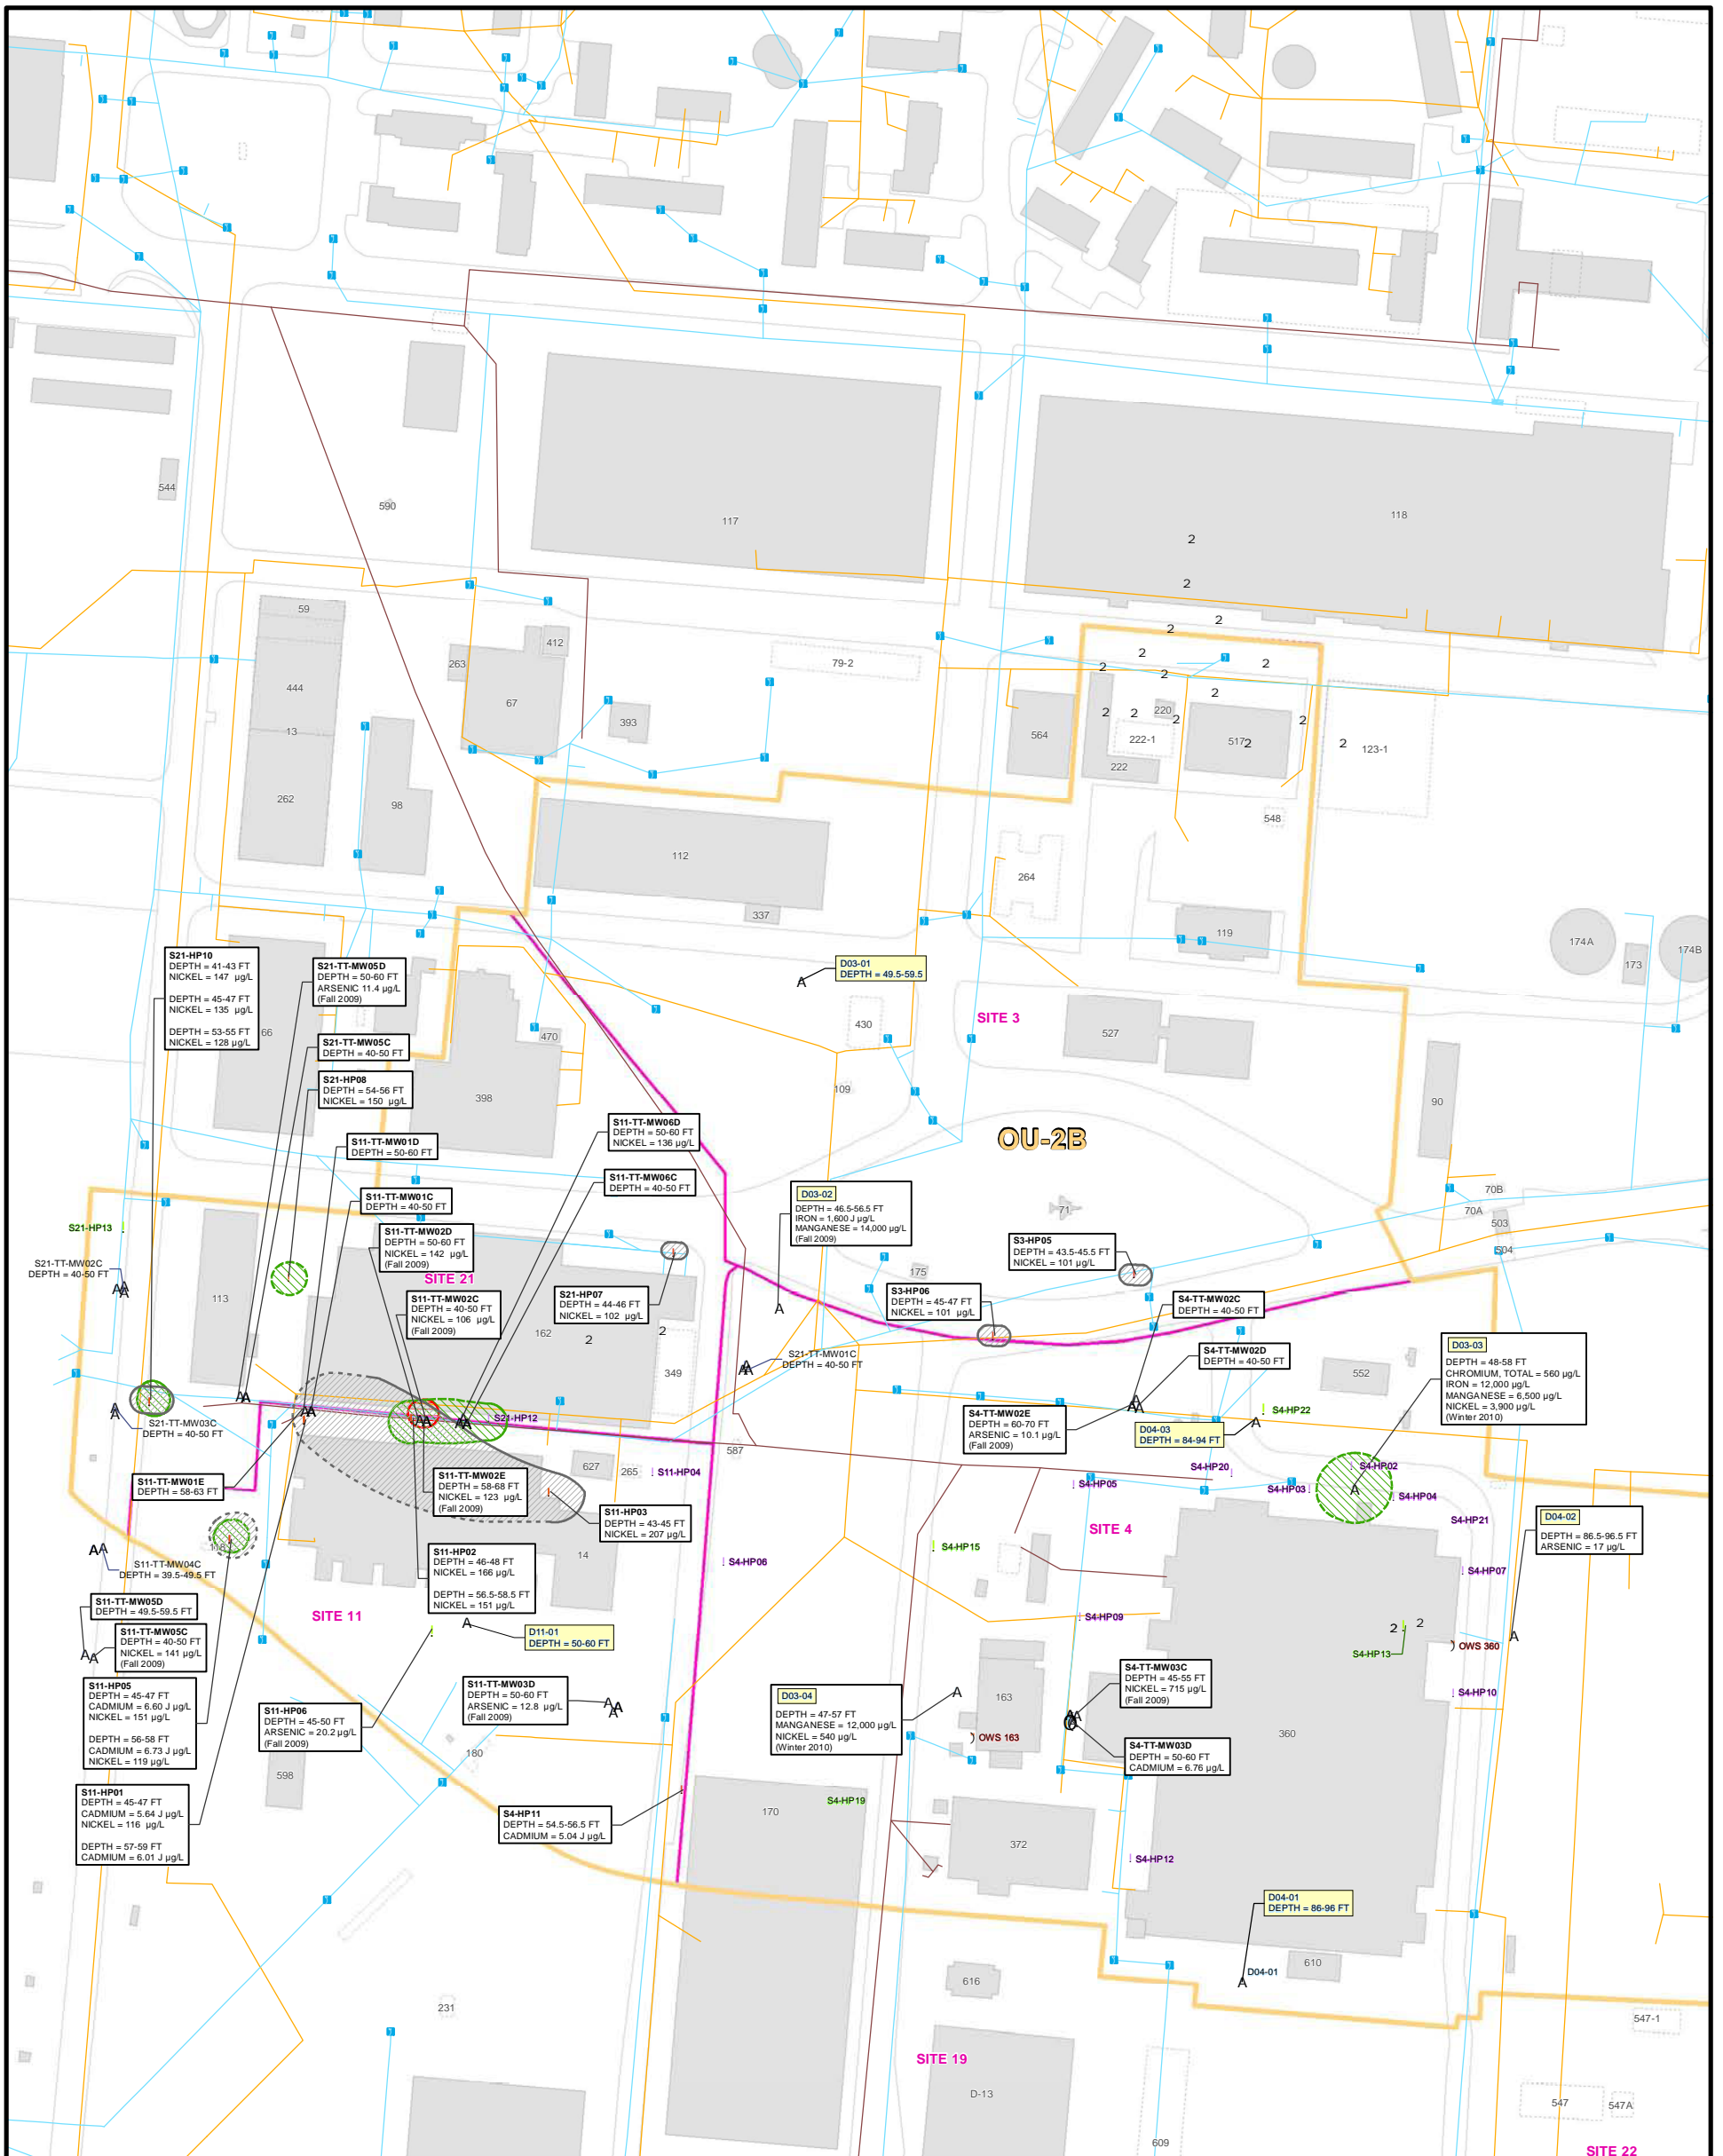 544
590
117
118
59
412
263
444
67
79-2
13
393
564
220
222-1
517
123-1
222
262
98
548
112
264
337
119
174A
174B
173
S21-HP10
DEPTH = 41-43 FT
NICKEL = 147 µg/L
DEPTH = 45-47 FT
NICKEL = 135 µg/L
DEPTH = 53-55 FT
NICKEL = 128 µg/L
66
S21-TT-MW05D
DEPTH = 50-60 FT
ARSENIC 11.4 µg/L
(Fall 2009)
D03-01
DEPTH = 49.5-59.5
SITE 3
430
527
470
S21-TT-MW05C
DEPTH = 40-50 FT
S21-HP08
DEPTH = 54-56 FT
NICKEL = 150 µg/L
398
109
90
S11-TT-MW06D
DEPTH = 50-60 FT
NICKEL = 136 µg/L
OU-2B
S11-TT-MW01D
DEPTH = 50-60 FT
S11-TT-MW06C
DEPTH = 40-50 FT
S11-TT-MW01C
DEPTH = 40-50 FT
D03-02
DEPTH = 46.5-56.5 FT
IRON = 1,600 J µg/L
MANGANESE = 14,000 µg/L
(Fall 2009)
71
70B
70A
503
504
S21-HP13
S11-TT-MW02D
DEPTH = 50-60 FT
NICKEL = 142 µg/L
(Fall 2009)
S3-HP05
DEPTH = 43.5-45.5 FT
NICKEL = 101 µg/L
S21-TT-MW02C
DEPTH = 40-50 FT
SITE 21
175
113
S11-TT-MW02C
DEPTH = 40-50 FT
NICKEL = 106 µg/L
(Fall 2009)
S21-HP07
DEPTH = 44-46 FT
NICKEL = 102 µg/L
S3-HP06
DEPTH = 45-47 FT
NICKEL = 101 µg/L
S4-TT-MW02C
DEPTH = 40-50 FT
162
349
S21-TT-MW01C
DEPTH = 40-50 FT
S4-TT-MW02D
DEPTH = 40-50 FT
552
D03-03
DEPTH = 48-58 FT
CHROMIUM, TOTAL = 560 µg/L
IRON = 12,000 µg/L
MANGANESE = 6,500 µg/L
NICKEL = 3,900 µg/L
(Winter 2010)
S21-TT-MW03C
DEPTH = 40-50 FT
S21-HP12
S4-TT-MW02E
DEPTH = 60-70 FT
ARSENIC = 10.1 µg/L
(Fall 2009)
D04-03
DEPTH = 84-94 FT
S4-HP22
587
S11-TT-MW01E
DEPTH = 58-63 FT
S11-TT-MW02E
DEPTH = 58-68 FT
NICKEL = 123 µg/L
(Fall 2009)
627
265
S11-HP04
S4-HP20
S4-HP02
S4-HP05
S4-HP03
S4-HP04
S11-HP03
DEPTH = 43-45 FT
NICKEL = 207 µg/L
SITE 4
S4-HP21
D04-02
DEPTH = 86.5-96.5 FT
ARSENIC = 17 µg/L
S11-TT-MW04C
DEPTH = 39.5-49.5 FT
S11-HP02
DEPTH = 46-48 FT
NICKEL = 166 µg/L
DEPTH = 56.5-58.5 FT
NICKEL = 151 µg/L
14
S4-HP06
S4-HP15
S4-HP07
S11-TT-MW05D
DEPTH = 49.5-59.5 FT
SITE 11
S4-HP09
S11-TT-MW05C
DEPTH = 40-50 FT
NICKEL = 141 µg/L
(Fall 2009)
D11-01
DEPTH = 50-60 FT
S4-HP13
OWS 360
S11-HP05
DEPTH = 45-47 FT
CADMIUM = 6.60 J µg/L
NICKEL = 151 µg/L
DEPTH = 56-58 FT
CADMIUM = 6.73 J µg/L
NICKEL = 119 µg/L
S11-TT-MW03D
DEPTH = 50-60 FT
ARSENIC = 12.8 µg/L
(Fall 2009)
S4-TT-MW03C
DEPTH = 45-55 FT
NICKEL = 715 µg/L
(Fall 2009)
S4-HP10
D03-04
DEPTH = 47-57 FT
MANGANESE = 12,000 µg/L
NICKEL = 540 µg/L
(Winter 2010)
163
S11-HP06
DEPTH = 45-50 FT
ARSENIC = 20.2 µg/L
(Fall 2009)
OWS 163
360
180
S4-TT-MW03D
DEPTH = 50-60 FT
CADMIUM = 6.76 µg/L
598
S11-HP01
DEPTH = 45-47 FT
CADMIUM = 5.64 J µg/L
NICKEL = 116 µg/L
DEPTH = 57-59 FT
CADMIUM = 6.01 J µg/L
S4-HP11
DEPTH = 54.5-56.5 FT
CADMIUM = 5.04 J µg/L
170
S4-HP19
372
S4-HP12
D04-01
DEPTH = 86-96 FT
610
D04-01
616
231
547-1
SITE 19
D-13
547
547A
609
SITE 22